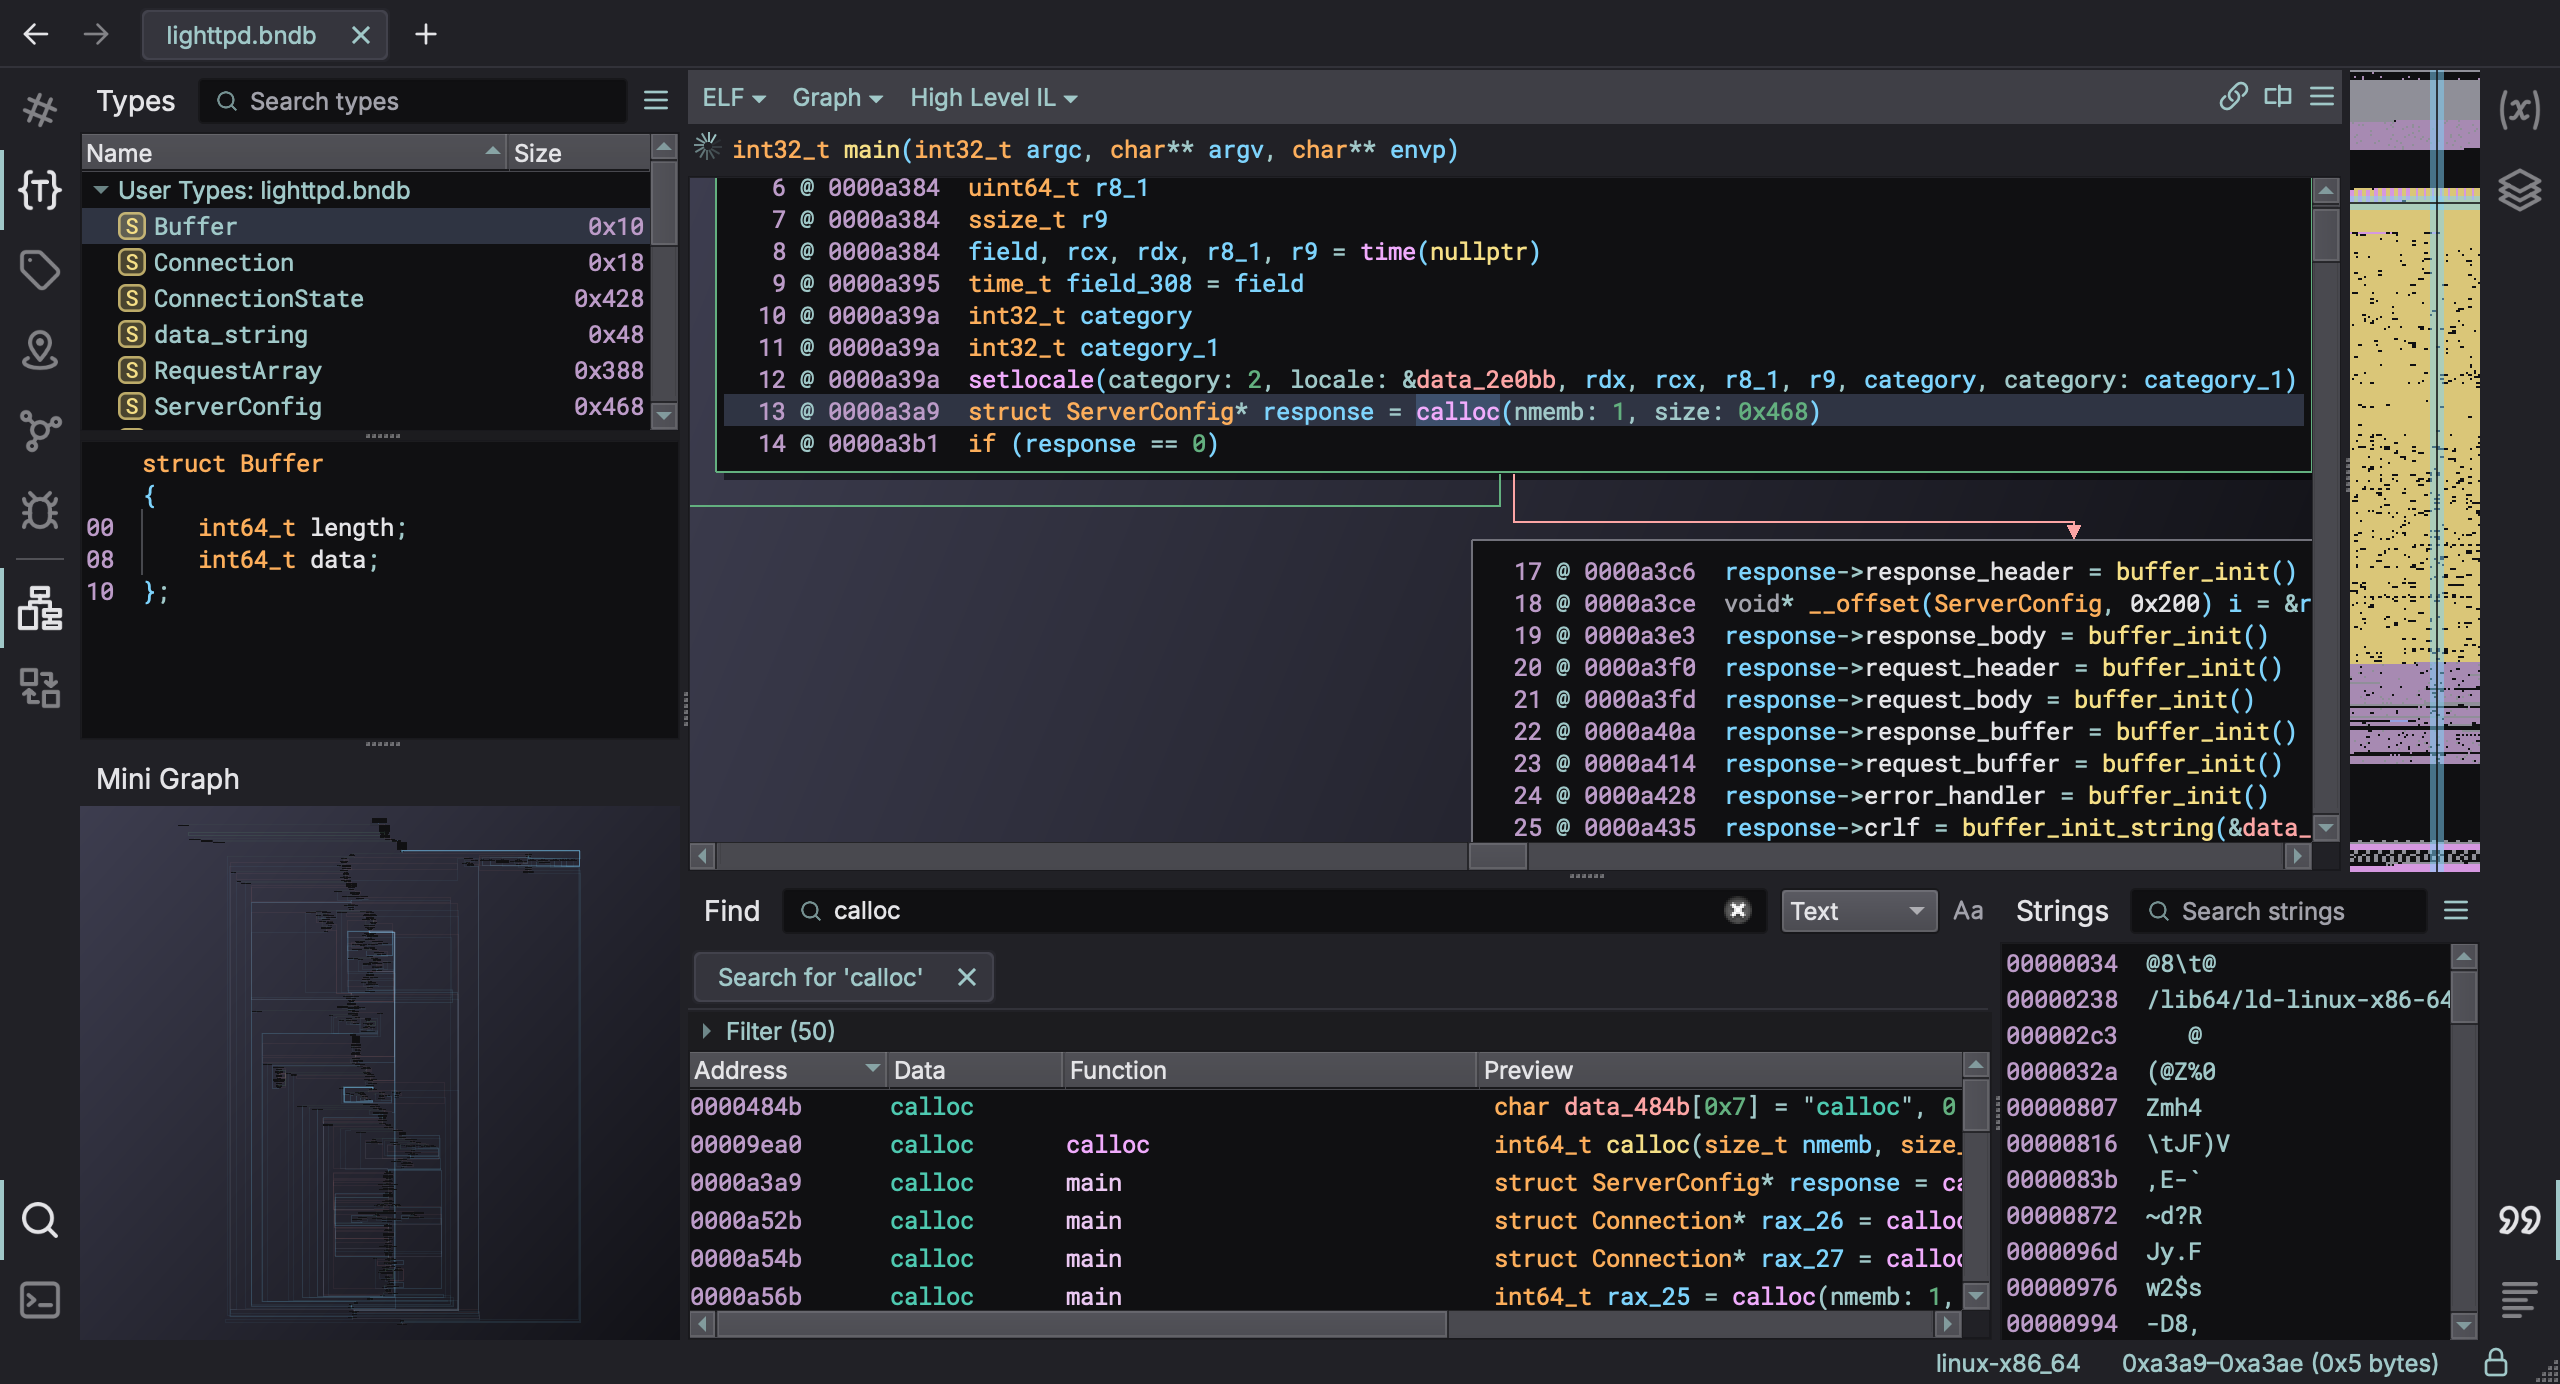 lighttpd.bndb
Types
Search types
Name Size
User Types: lighttpd.bndb
S Buffer 0x10
S Connection 0x18
S ConnectionState 0x428
S data_string 0x48
S RequestArray 0x388
S ServerConfig 0x468
struct Buffer
{
00 int64_t length;
08 int64_t data;
10 };
Mini Graph
ELF Graph High Level IL
int32_t main(int32_t argc, char** argv, char** envp)
6 @ 0000a384 uint64_t r8_1
7 @ 0000a384 ssize_t r9
8 @ 0000a384 field, rcx, rdx, r8_1, r9 = time(nullptr)
9 @ 0000a395 time_t field_308 = field
10 @ 0000a39a int32_t category
11 @ 0000a39a int32_t category_1
12 @ 0000a39a setlocale(category: 2, locale: &data_2e0bb, rdx, rcx, r8_1, r9, category, category: category_1)
13 @ 0000a3a9 struct ServerConfig* response = calloc(nmemb: 1, size: 0x468)
14 @ 0000a3b1 if (response == 0)
17 @ 0000a3c6 response->response_header = buffer_init()
18 @ 0000a3ce void* __offset(ServerConfig, 0x200) i = &r
19 @ 0000a3e3 response->response_body = buffer_init()
20 @ 0000a3f0 response->request_header = buffer_init()
21 @ 0000a3fd response->request_body = buffer_init()
22 @ 0000a40a response->response_buffer = buffer_init()
23 @ 0000a414 response->request_buffer = buffer_init()
24 @ 0000a428 response->error_handler = buffer_init()
25 @ 0000a435 response->crlf = buffer_init_string(&data_
Find
calloc
Text Aa
Search for 'calloc'
Filter (50)
Address Data Function Preview
0000484b calloc char data_484b[0x7] = "calloc", 0
00009ea0 calloc calloc int64_t calloc(size_t nmemb, size_
0000a3a9 calloc main struct ServerConfig* response = ca
0000a52b calloc main struct Connection* rax_26 = calloc
0000a54b calloc main struct Connection* rax_27 = calloc
0000a56b calloc main int64_t rax_25 = calloc(nmemb: 1,
Strings
Search strings
00000034 @8\t@
00000238 /lib64/ld-linux-x86-64
000002c3 @
0000032a (@Z%0
00000807 Zmh4
00000816 \tJF)V
0000083b ,E-`
00000872 ~d?R
0000096d Jy.F
00000976 w2$s
00000994 -D8,
linux-x86_64 0xa3a9–0xa3ae (0x5 bytes)